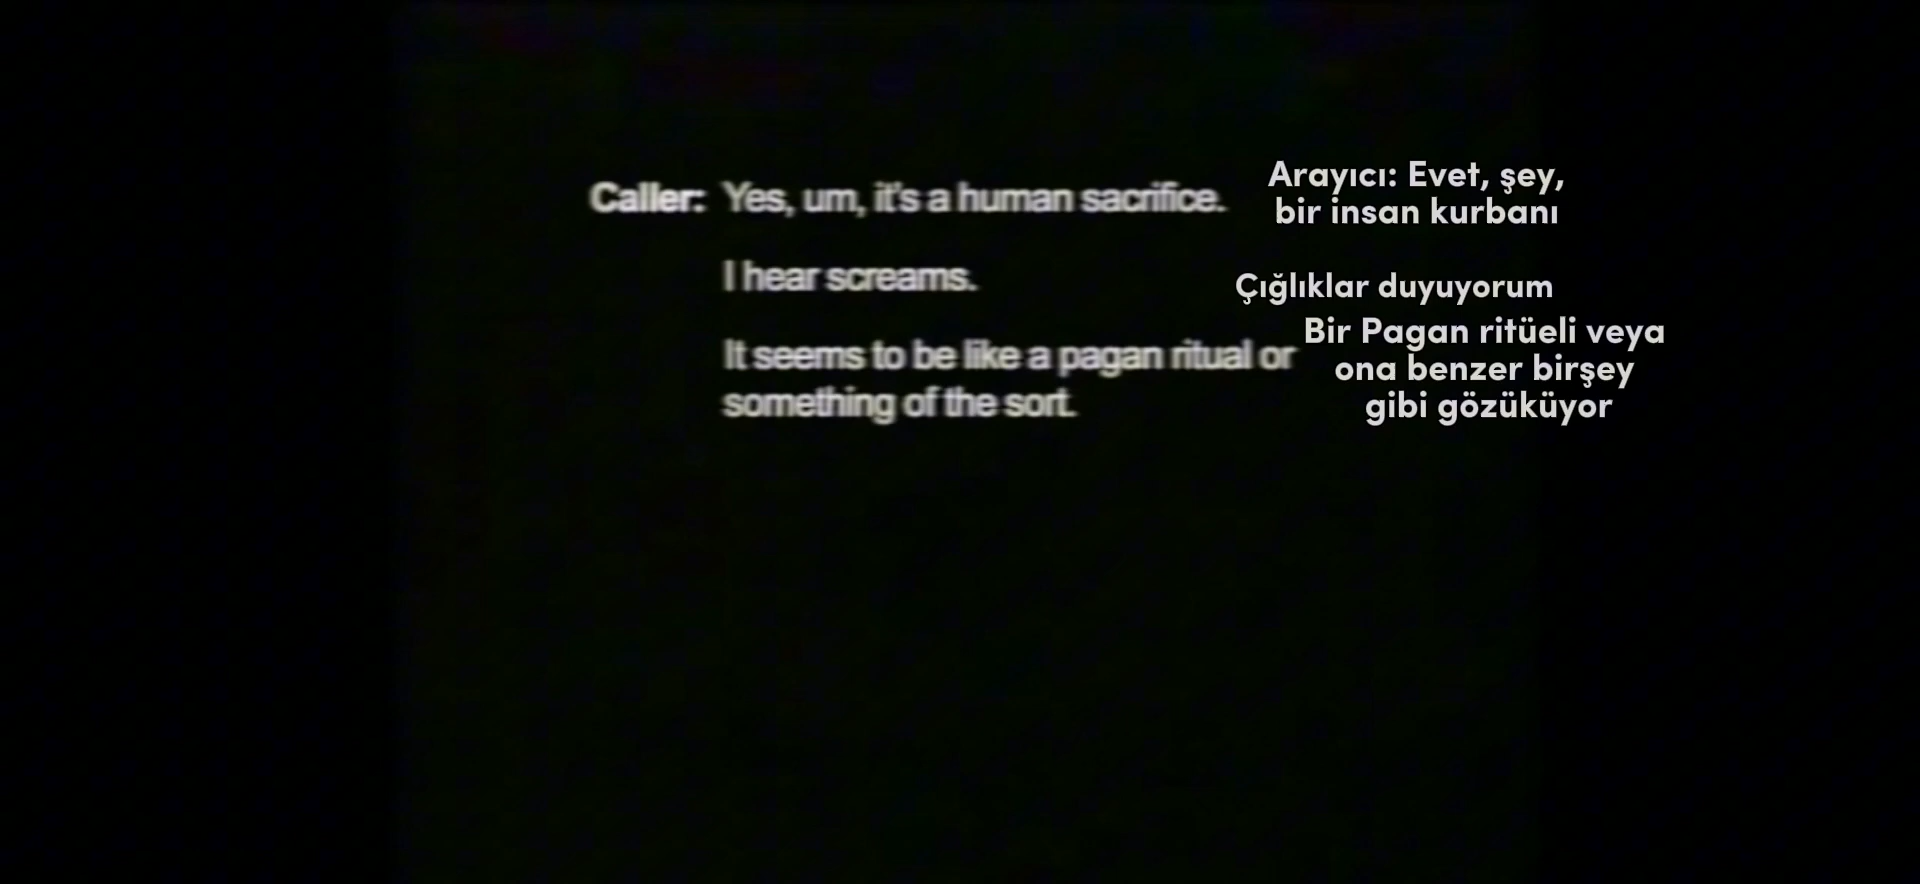 Caller: Yes, um, it's a human sacrifice.
I hear screams.
It seems to be like a pagan ritual or
something of the sort.
Arayıcı: Evet, şey,
bir insan kurbanı
Çığlıklar duyuyorum
Bir Pagan ritüeli veya
ona benzer birşey
gibi gözüküyor